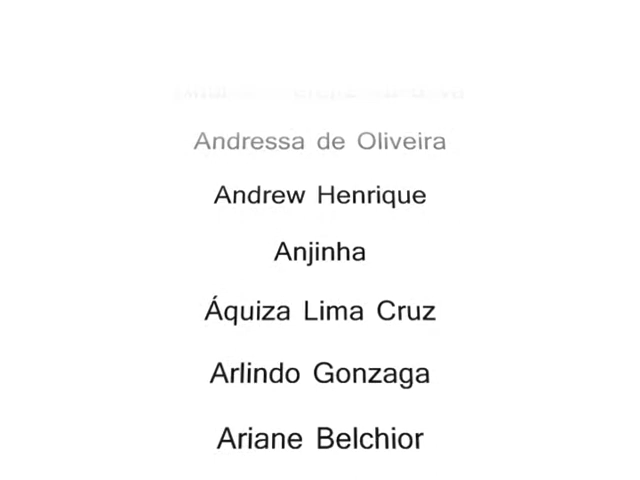 Andressa de Oliveira
Andrew Henrique
Anjinha
Áquiza Lima Cruz
Arlindo Gonzaga
Ariane Belchior